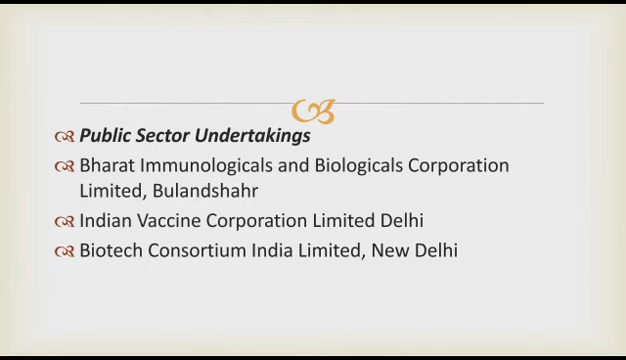 Public Sector Undertakings
Bharat Immunologicals and Biologicals Corporation
Limited, Bulandshahr
Indian Vaccine Corporation Limited Delhi
Biotech Consortium India Limited, New Delhi